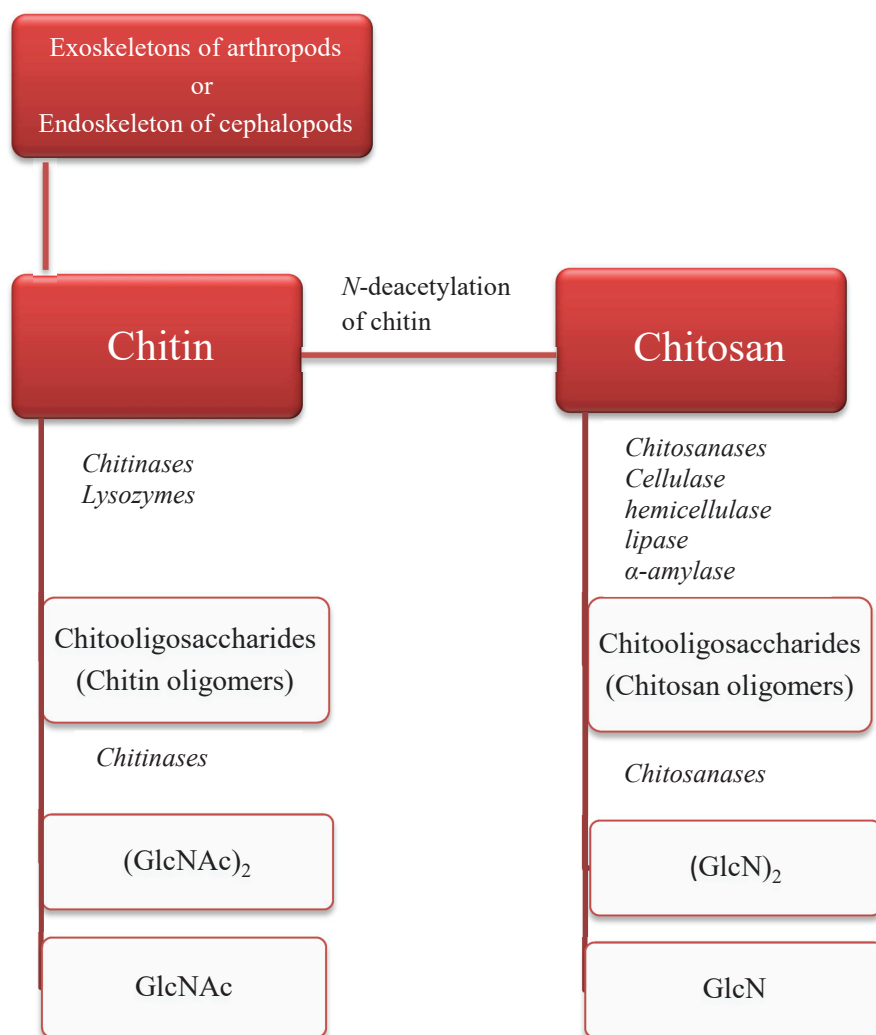 Exoskeletons of arthropods
or
Endoskeleton of cephalopods
N-deacetylation
of chitin
Chitin
Chitosan
Chitinases
Lysozymes
Chitosanases
Cellulase
hemicellulase
lipase
α-amylase
Chitooligosaccharides
(Chitin oligomers)
Chitooligosaccharides
(Chitosan oligomers)
Chitinases
Chitosanases
(GlcNAc)₂
(GlcN)₂
GlcNAc
GlcN